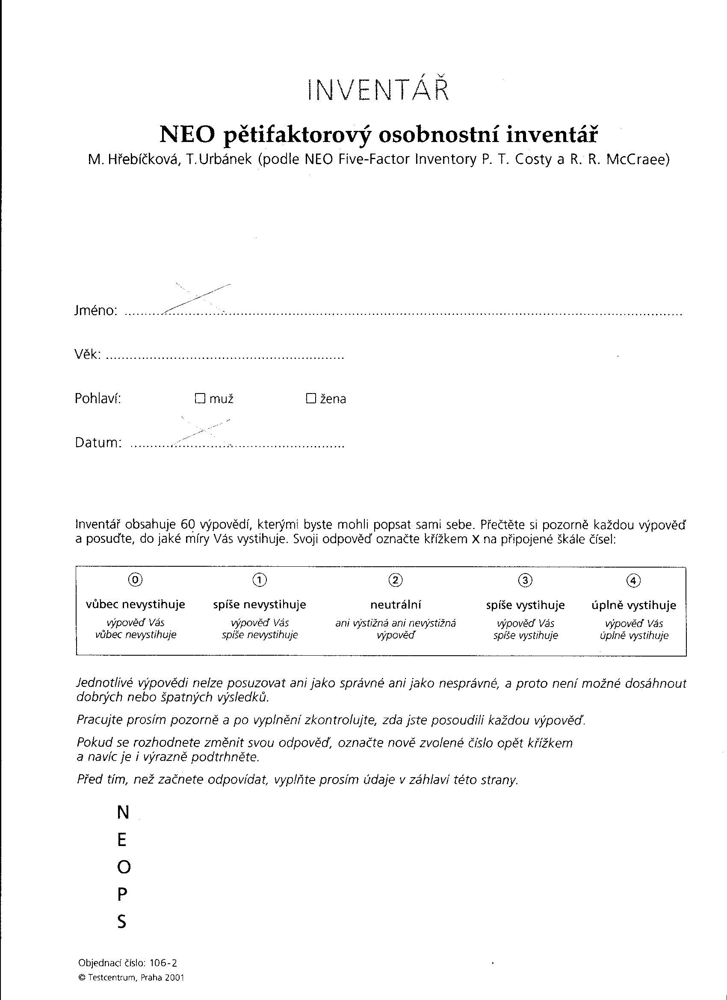 INVENTÁŘ
NEO pětifaktorový osobnostní inventář
M. Hřebíčková, T.Urbánek (podle NEO Five-Factor Inventory P. T. Costy a R. R. McCraee)
Jméno:
Věk:
Pohlaví: □ muž □ žena
Datum:
Inventář obsahuje 60 výpovědí, kterými byste mohli popsat sami sebe. Přečtěte si pozorně každou výpověď
a posuďte, do jaké míry Vás vystihuje. Svoji odpověď označte křížkem X na připojené škále čísel:
⓪ ① ② ③ ④
vůbec nevystihuje spíše nevystihuje neutrální spíše vystihuje úplně vystihuje
výpověď Vás výpověď Vás ani výstižná ani nevýstižná výpověď Vás výpověď Vás
vůbec nevystihuje spíše nevystihuje výpověď spíše vystihuje úplně vystihuje
Jednotlivé výpovědi nelze posuzovat ani jako správné ani jako nesprávné, a proto není možné dosáhnout
dobrých nebo špatných výsledků.
Pracujte prosím pozorně a po vyplnění zkontrolujte, zda jste posoudili každou výpověď.
Pokud se rozhodnete změnit svou odpověď, označte nově zvolené číslo opět křížkem
a navíc je i výrazně podtrhněte.
Před tím, než začnete odpovídat, vyplňte prosím údaje v záhlaví této strany.
N
E
O
P
S
Objednací číslo: 106-2
© Testcentrum, Praha 2001